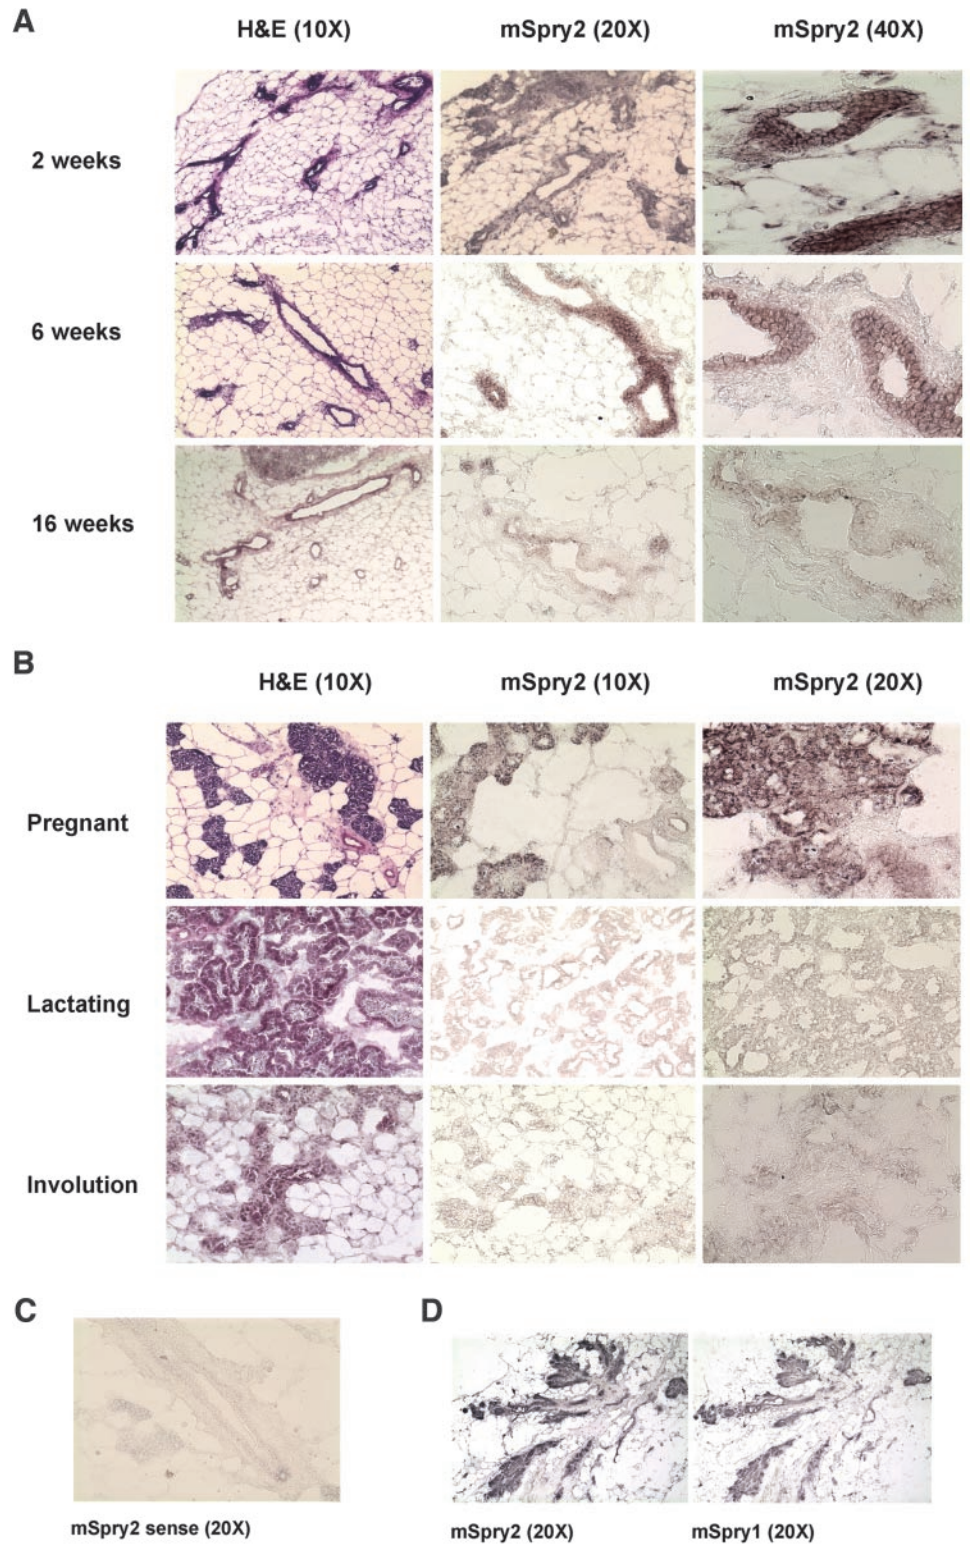 A
H&E (10X) mSpry2 (20X) mSpry2 (40X)
2 weeks
6 weeks
16 weeks
B
H&E (10X) mSpry2 (10X) mSpry2 (20X)
Pregnant
Lactating
Involution
C
D
mSpry2 sense (20X)
mSpry2 (20X) mSpry1 (20X)